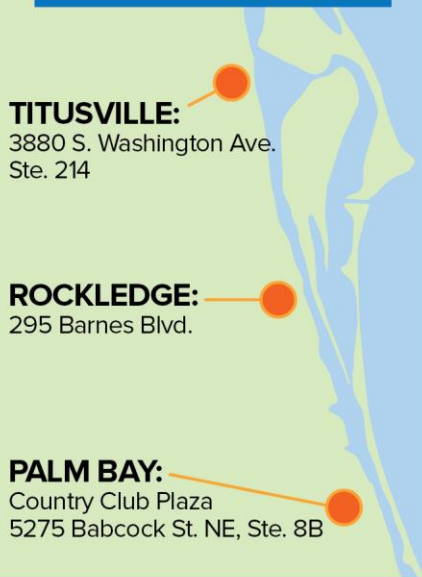 TITUSVILLE:
3880 S. Washington Ave.
Ste. 214
ROCKLEDGE:
295 Barnes Blvd.
PALM BAY:
Country Club Plaza
5275 Babcock St. NE, Ste. 8B